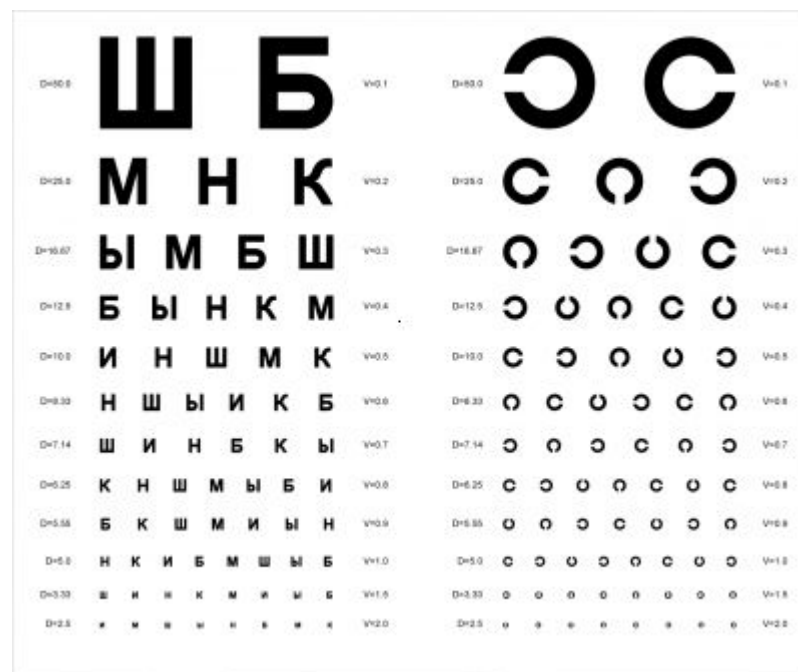 D=50.0 Ш Б V=0.1 D=50.0 V=0.1
D=25.0 М Н К V=0.2 D=25.0 V=0.2
D=16.67 Ы М Б Ш V=0.3 D=16.67 V=0.3
D=12.5 Б Ы Н К М V=0.4 D=12.5 V=0.4
D=10.0 И Н Ш М К V=0.5 D=10.0 V=0.5
D=8.33 Н Ш Ы И К Б V=0.6 D=8.33 V=0.6
D=7.14 Ш И Н Б К Ы V=0.7 D=7.14 V=0.7
D=6.25 К Н Ш М Ы Б И V=0.8 D=6.25 V=0.8
D=5.55 Б К Ш М И Ы Н V=0.9 D=5.55 V=0.9
D=5.0 Н К И Б М Ш Ы Б V=1.0 D=5.0 V=1.0
D=3.33 Ш И Н К М И Ы Б V=1.5 D=3.33 V=1.5
D=2.5 V=2.0 D=2.5 V=2.0